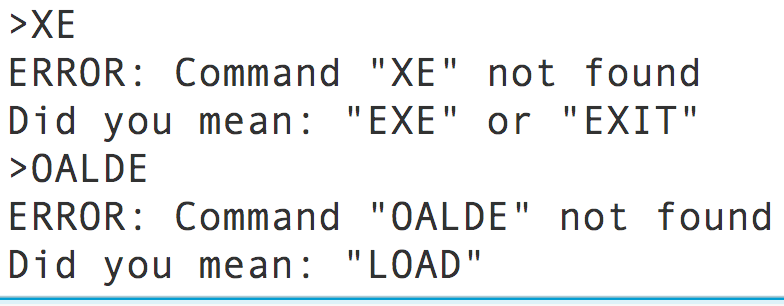 >XE
ERROR: Command "XE" not found
Did you mean: "EXE" or "EXIT"
>OALDE
ERROR: Command "OALDE" not found
Did you mean: "LOAD"